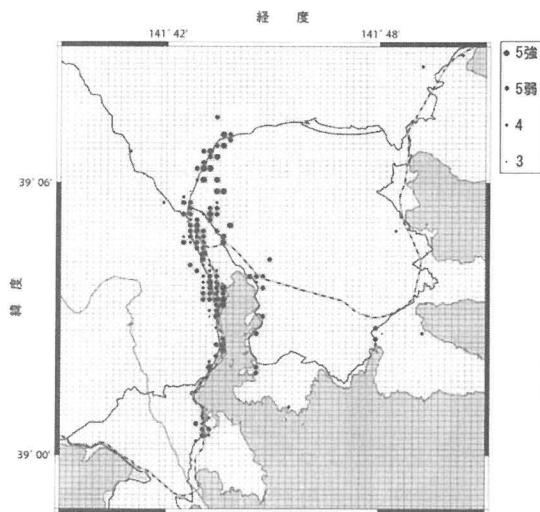 経 度
141° 42′
141° 48′
● 5強
● 5弱
・ 4
・ 3
39° 06′
緯 度
39° 00′